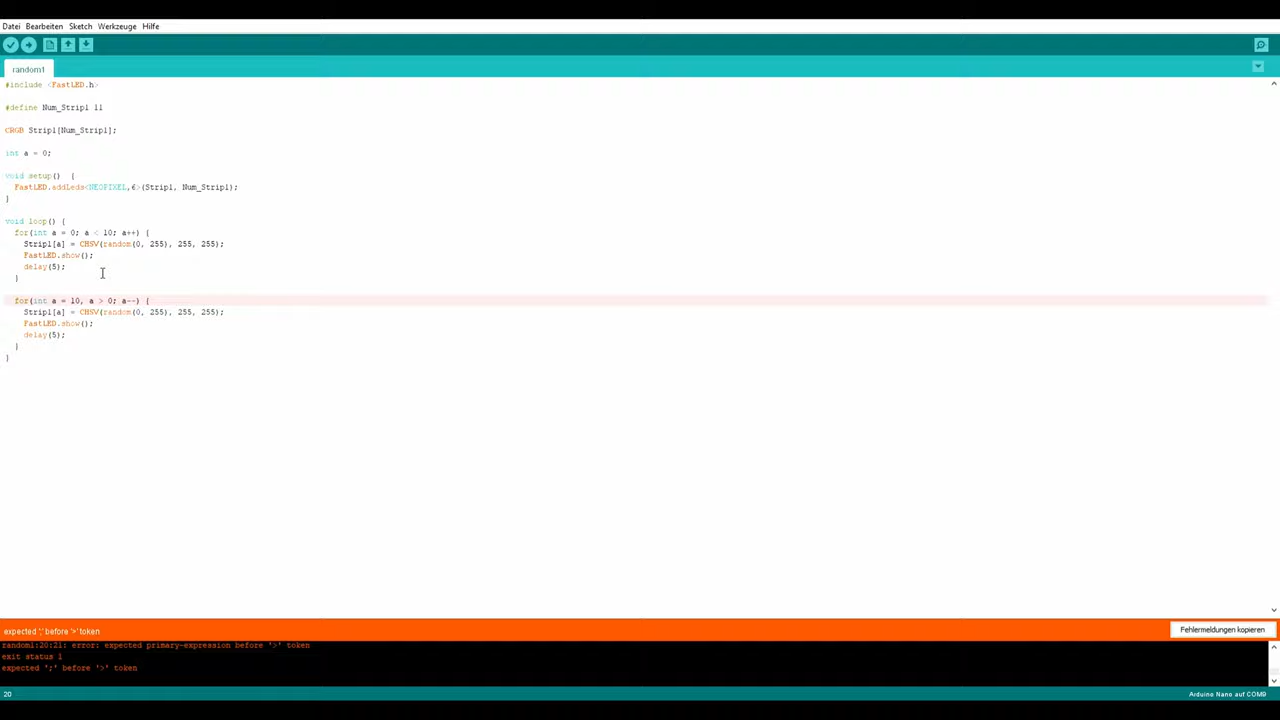 Datei Bearbeiten Sketch Werkzeuge Hilfe
random1
#include <FastLED.h>
#define Num_Strip1 11
CRGB Strip1[Num_Strip1];
int a = 0;
void setup() {
FastLED.addLeds<NEOPIXEL,6>(Strip1, Num_Strip1);
}
void loop() {
for(int a = 0; a < 10; a++) {
Strip1[a] = CHSV(random(0, 255), 255, 255);
FastLED.show();
delay(5);
}
for(int a = 10, a > 0; a--) {
Strip1[a] = CHSV(random(0, 255), 255, 255);
FastLED.show();
delay(5);
}
}
expected ';' before '>' token
Fehlermeldungen kopieren
random1:20:21: error: expected primary-expression before '>' token
exit status 1
expected ';' before '>' token
20
Arduino Nano auf COM9